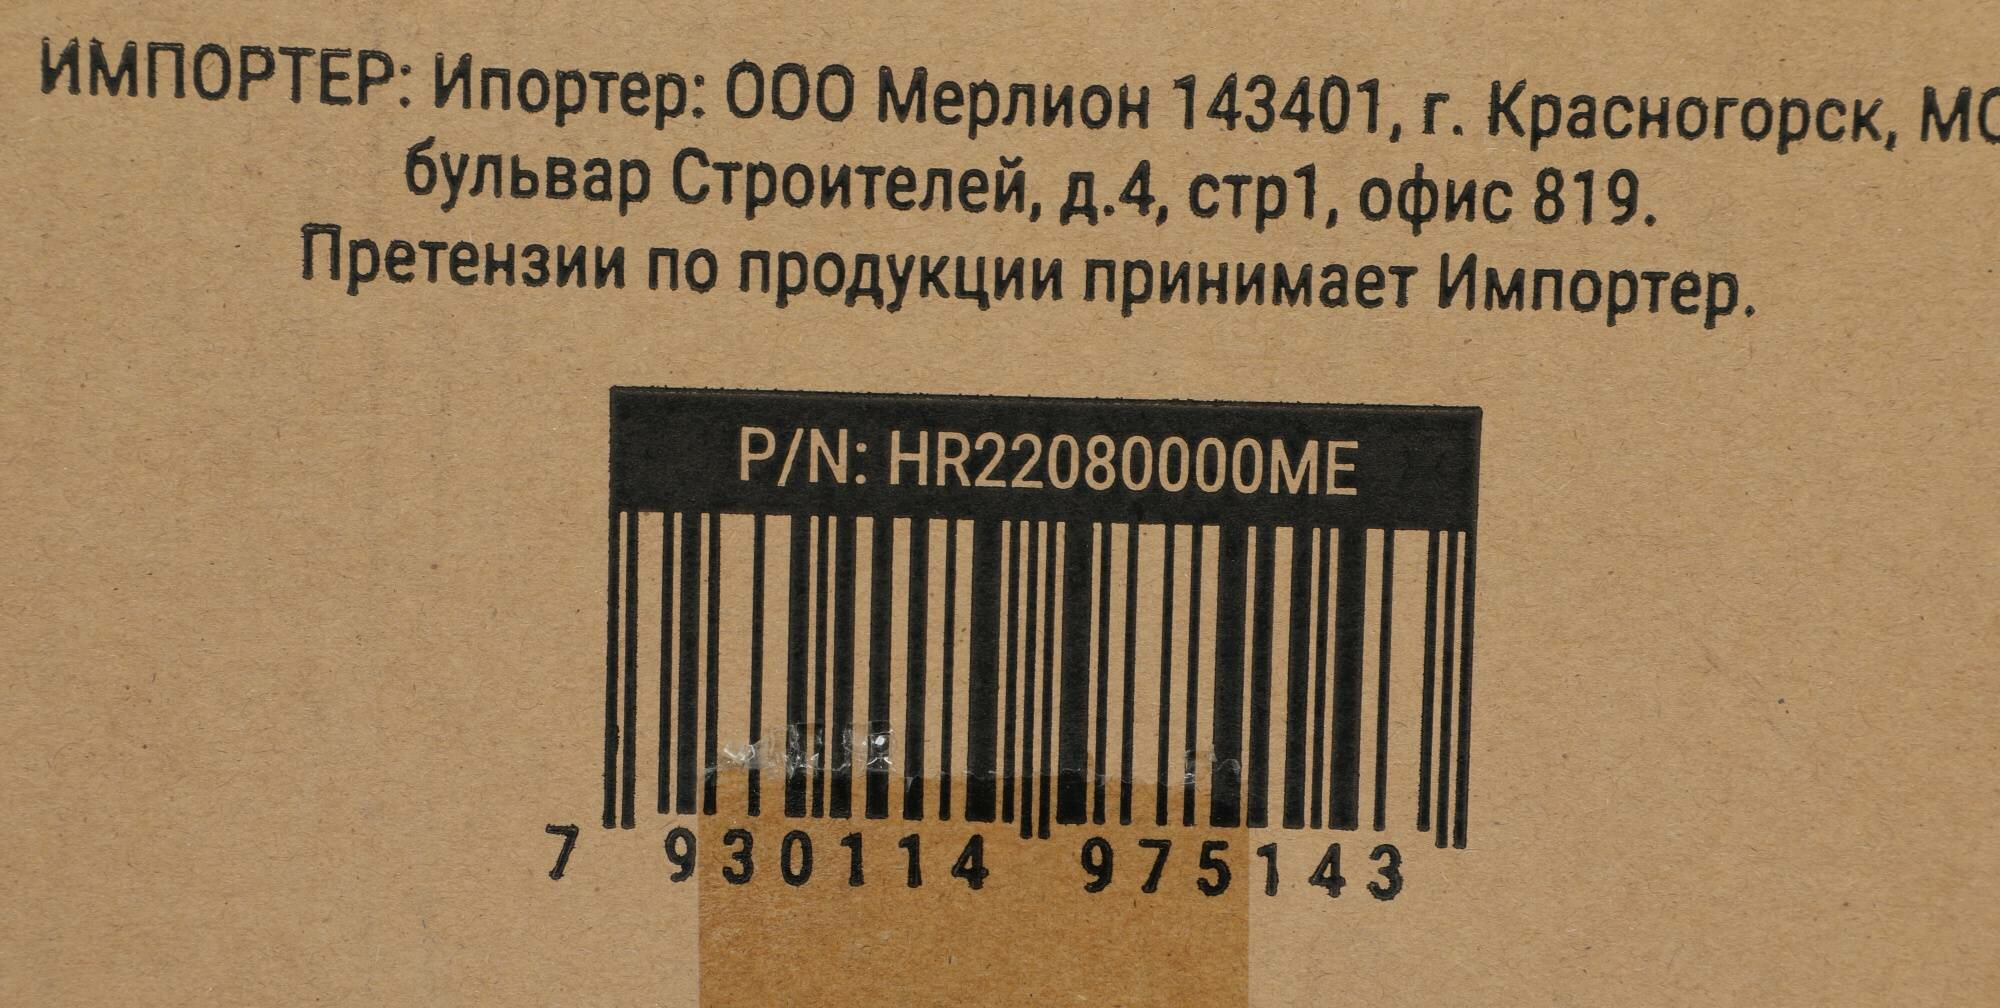 ИМПОРТЕР: Ипортер: ООО Мерлион 143401, г. Красногорск, МО
бульвар Строителей, д.4, стр1, офис 819.
Претензии по продукции принимает Импортер.
P/N: HR22080000ME
7 930114 975143